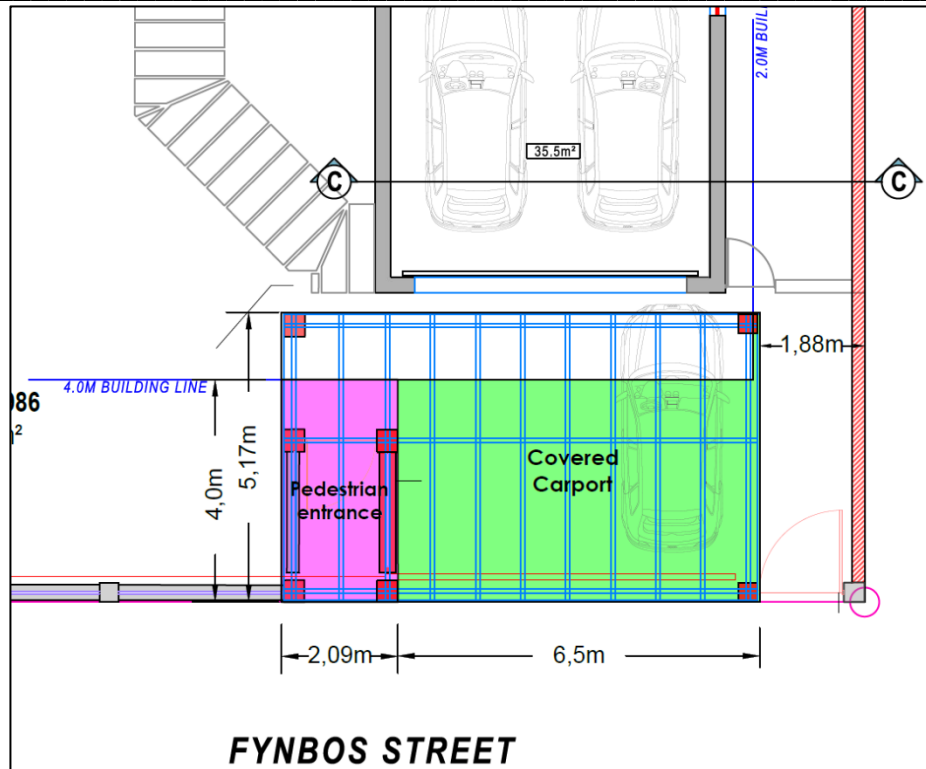 2.0M BUIL
35.5m²
C
C
1,88m
4.0M BUILDING LINE
086
m²
4,0m
5,17m
Covered
Carport
Pedestrian
entrance
2,09m
6,5m
FYNBOS STREET